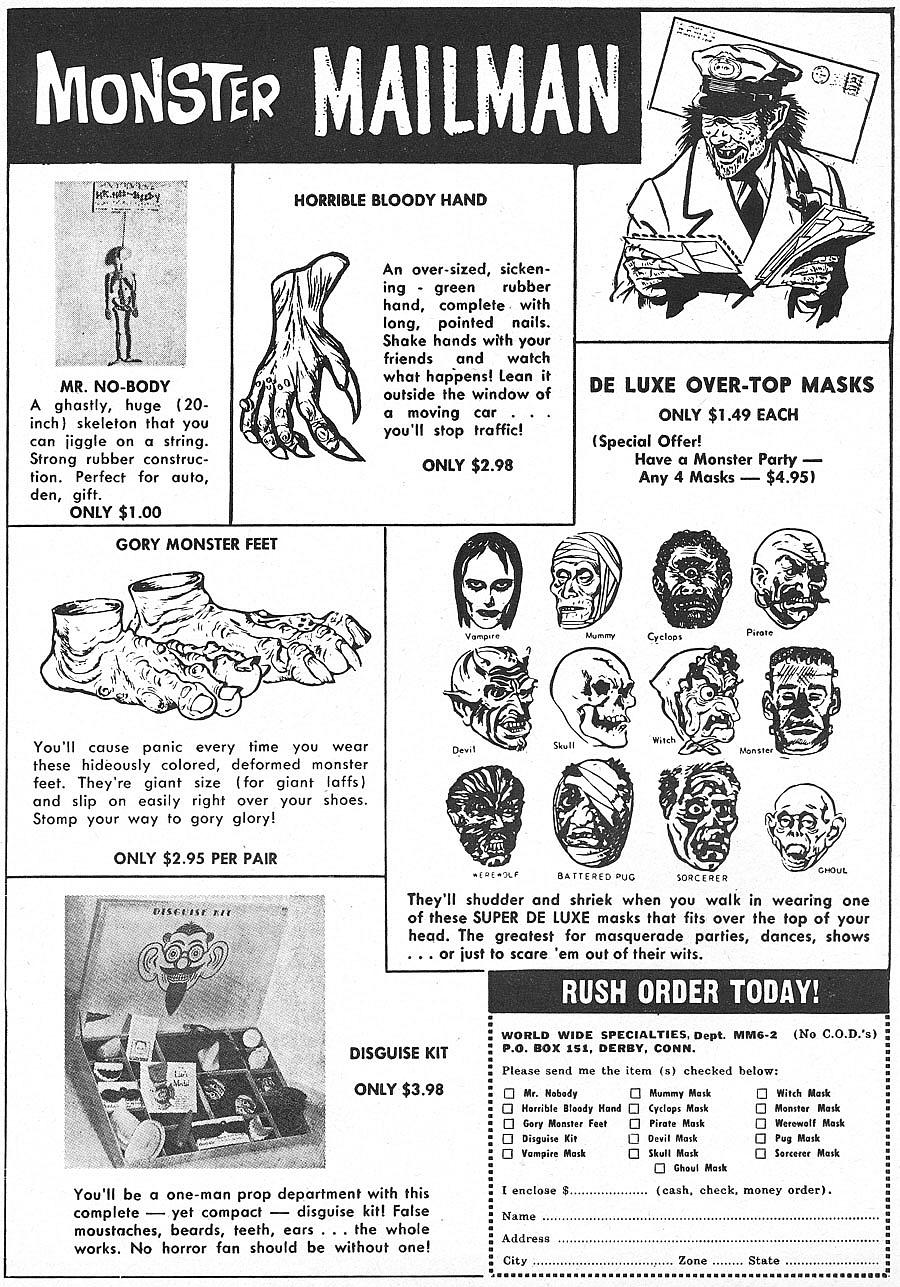 MONSTER MAILMAN
MR. NO-BODY
A ghastly, huge (20-
inch) skeleton that you
can jiggle on a string.
Strong rubber construc-
tion. Perfect for auto,
den, gift.
ONLY $1.00
HORRIBLE BLOODY HAND
An over-sized, sicken-
ing - green rubber
hand, complete with
long, pointed nails.
Shake hands with your
friends and watch
what happens! Lean it
outside the window of
a moving car . . .
you'll stop traffic!
ONLY $2.98
DE LUXE OVER-TOP MASKS
ONLY $1.49 EACH
(Special Offer!
Have a Monster Party —
Any 4 Masks — $4.95)
GORY MONSTER FEET
You'll cause panic every time you wear
these hideously colored, deformed monster
feet. They're giant size (for giant laffs)
and slip on easily right over your shoes.
Stomp your way to gory glory!
ONLY $2.95 PER PAIR
Vampire Mummy Cyclops Pirate
Devil Skull Witch Monster
WEREWOLF BATTERED PUG SORCERER GHOUL
They'll shudder and shriek when you walk in wearing one
of these SUPER DE LUXE masks that fits over the top of your
head. The greatest for masquerade parties, dances, shows
. . . or just to scare 'em out of their wits.
DISGUISE KIT
DISGUISE KIT
ONLY $3.98
You'll be a one-man prop department with this
complete — yet compact — disguise kit! False
moustaches, beards, teeth, ears . . . the whole
works. No horror fan should be without one!
RUSH ORDER TODAY!
WORLD WIDE SPECIALTIES, Dept. MM6-2 (No C.O.D.'s)
P.O. BOX 151, DERBY, CONN.
Please send me the item (s) checked below:
☐ Mr. Nobody ☐ Mummy Mask ☐ Witch Mask
☐ Horrible Bloody Hand ☐ Cyclops Mask ☐ Monster Mask
☐ Gory Monster Feet ☐ Pirate Mask ☐ Werewolf Mask
☐ Disguise Kit ☐ Devil Mask ☐ Pug Mask
☐ Vampire Mask ☐ Skull Mask ☐ Sorcerer Mask
☐ Ghoul Mask
I enclose $.................... (cash, check, money order).
Name ....................
Address ....................
City .................... Zone ....... State ....................